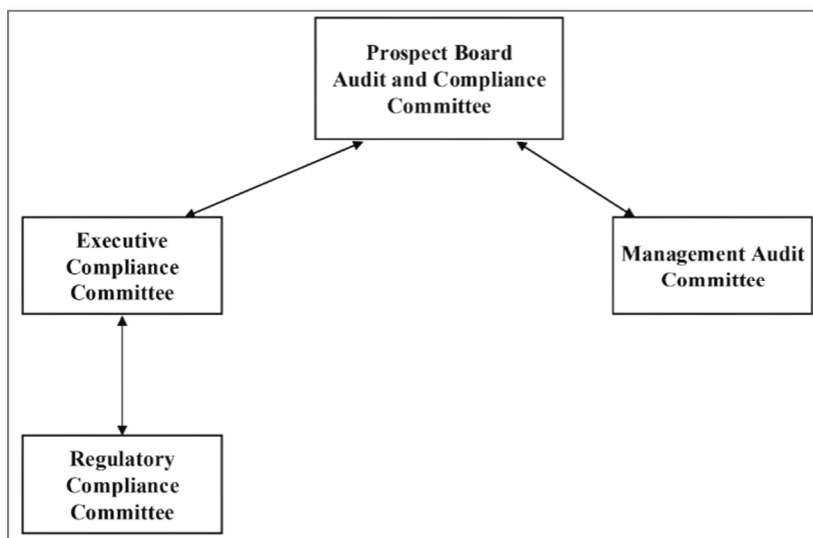 Prospect Board
Audit and Compliance
Committee
Executive
Compliance
Committee
Management Audit
Committee
Regulatory
Compliance
Committee